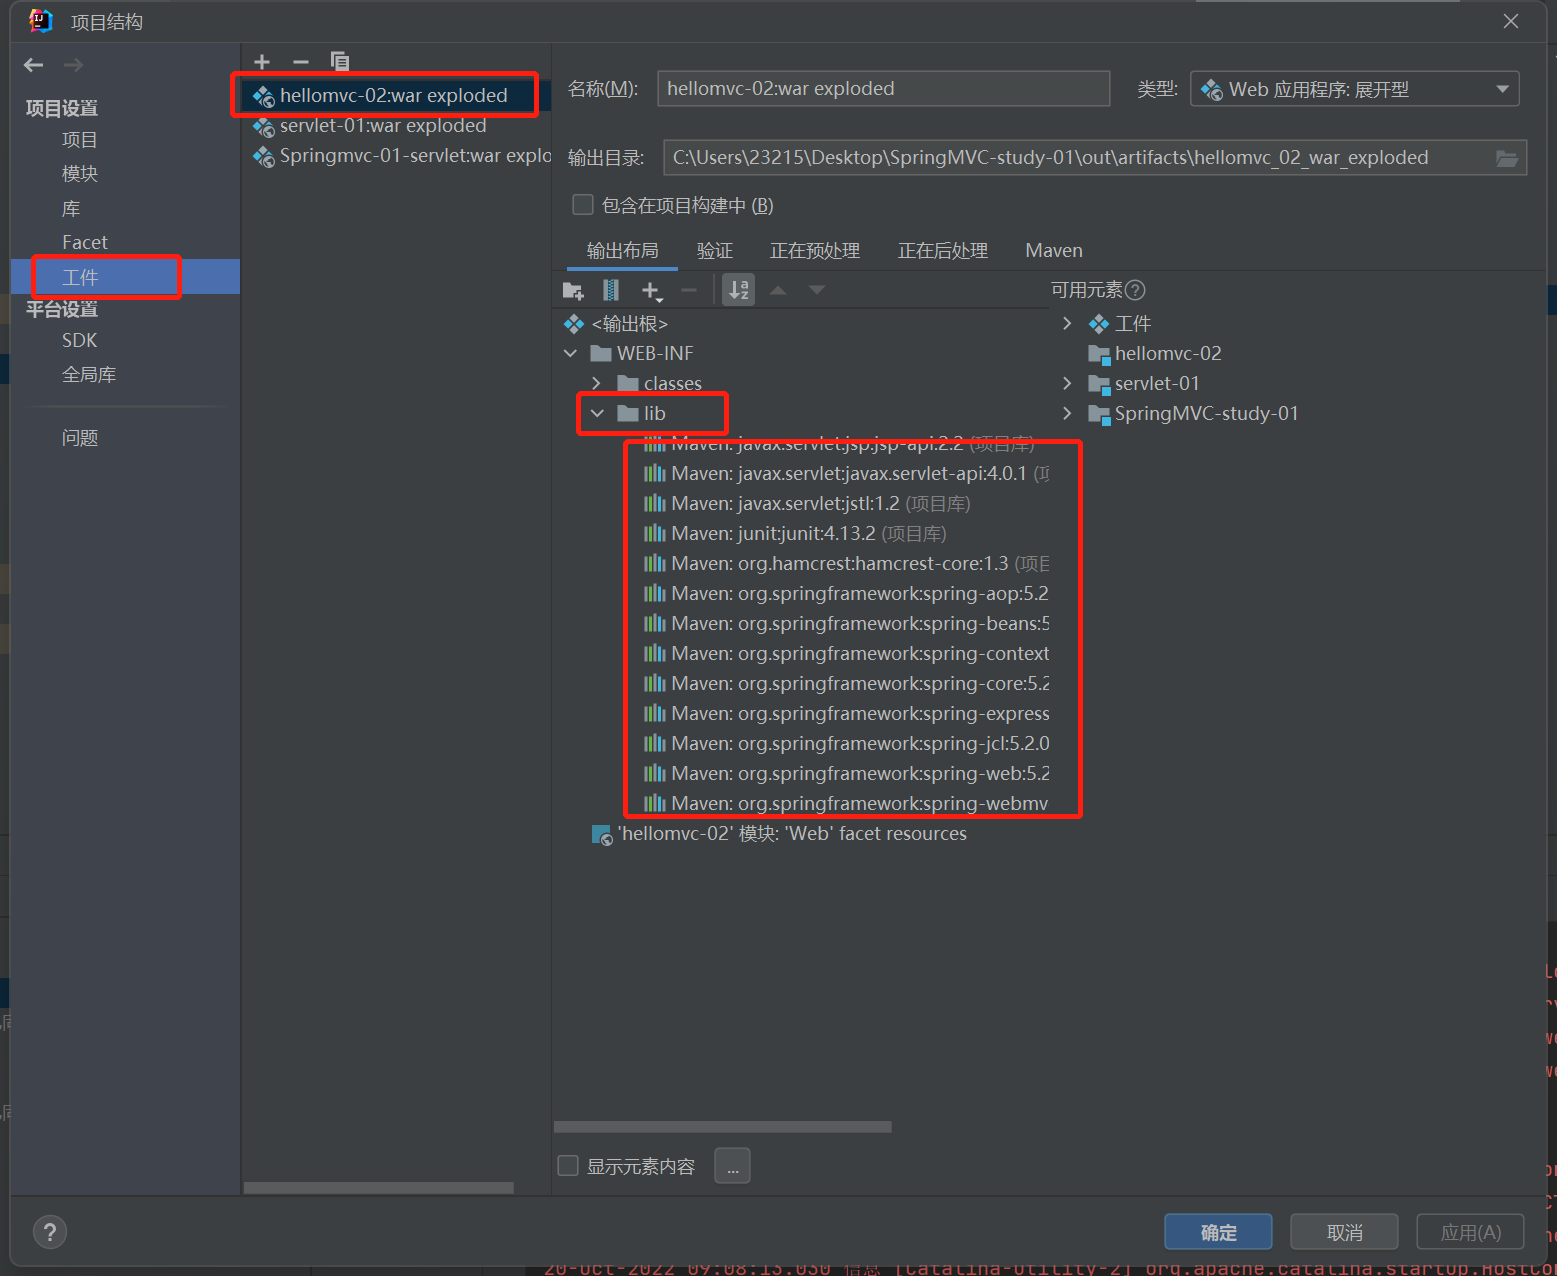 项目结构
项目设置
项目
模块
库
Facet
工件
平台设置
SDK
全局库
问题
hellomvc-02:war exploded
servlet-01:war exploded
Springmvc-01-servlet:war explo
名称(M):
hellomvc-02:war exploded
类型:
Web 应用程序: 展开型
输出目录:
C:\Users\23215\Desktop\SpringMVC-study-01\out\artifacts\hellomvc_02_war_exploded
包含在项目构建中 (B)
输出布局 验证 正在预处理 正在后处理 Maven
<输出根>
WEB-INF
classes
lib
Maven: javax.servlet.jsp:jsp-api:2.2 (项目库)
Maven: javax.servlet:javax.servlet-api:4.0.1 (项
Maven: javax.servlet:jstl:1.2 (项目库)
Maven: junit:junit:4.13.2 (项目库)
Maven: org.hamcrest:hamcrest-core:1.3 (项目
Maven: org.springframework:spring-aop:5.2
Maven: org.springframework:spring-beans:5
Maven: org.springframework:spring-context
Maven: org.springframework:spring-core:5.2
Maven: org.springframework:spring-express
Maven: org.springframework:spring-jcl:5.2.0
Maven: org.springframework:spring-web:5.2
Maven: org.springframework:spring-webmv
'hellomvc-02' 模块: 'Web' facet resources
可用元素
工件
hellomvc-02
servlet-01
SpringMVC-study-01
显示元素内容
...
确定
取消
应用(A)
20-Oct-2022 09:08:13.030 信息 [Catalina-utility-2] org.apache.catalina.startup.HostCon